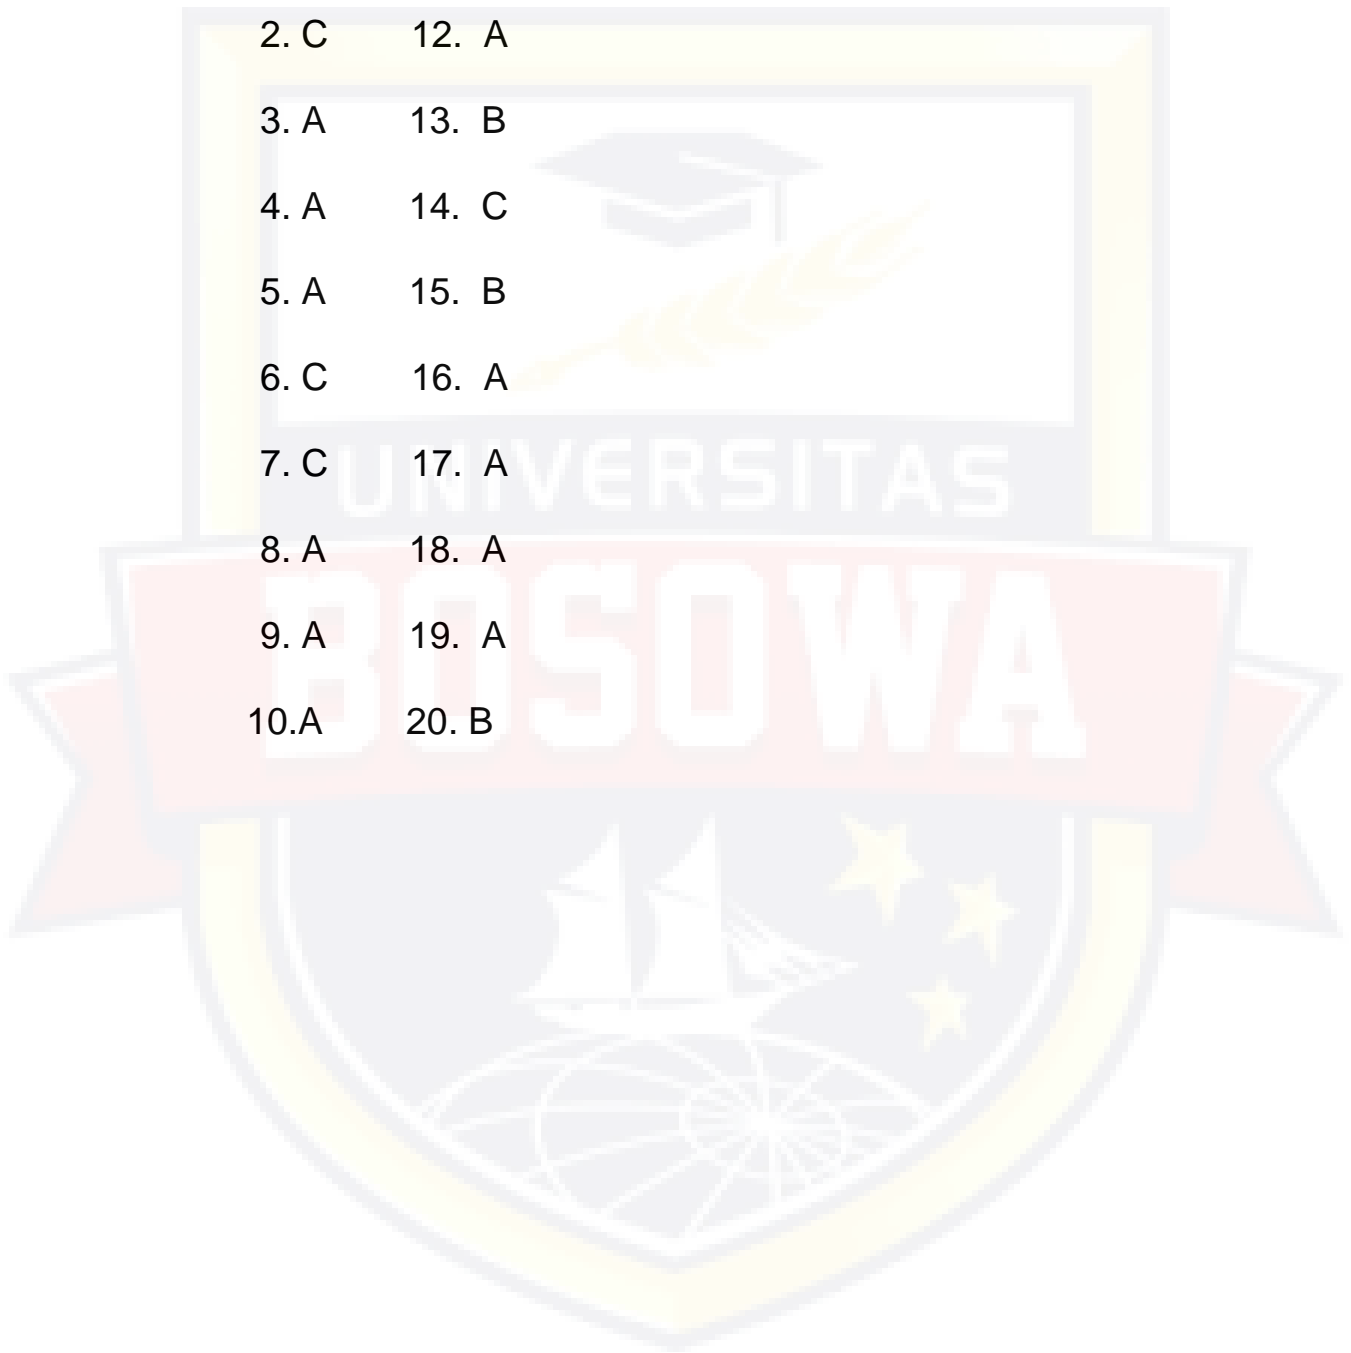 2. C 12. A
3. A 13. B
4. A 14. C
5. A 15. B
6. C 16. A
7. C 17. A
8. A 18. A
9. A 19. A
10.A 20. B
UNIVERSITAS
BOSOWA